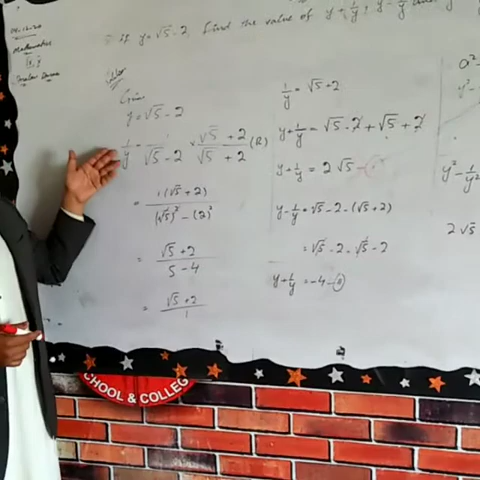 if y = √5 - 2 find the value of y + 1/y, y - 1/y and
Mathematics
Given
y = √5 - 2
1/y = 1/(√5 - 2) × (√5 + 2)/(√5 + 2) (R)
= 1(√5 + 2)/((√5)² - (2)²)
= (√5 + 2)/(5 - 4)
= (√5 + 2)/1
1/y = √5 + 2
y + 1/y = √5 - 2 + √5 + 2
y + 1/y = 2√5
y - 1/y = √5 - 2 - (√5 + 2)
= √5 - 2 - √5 - 2
y + 1/y = -4
a² -
y² -
y² - 1/y²
2√5
SCHOOL & COLLEG